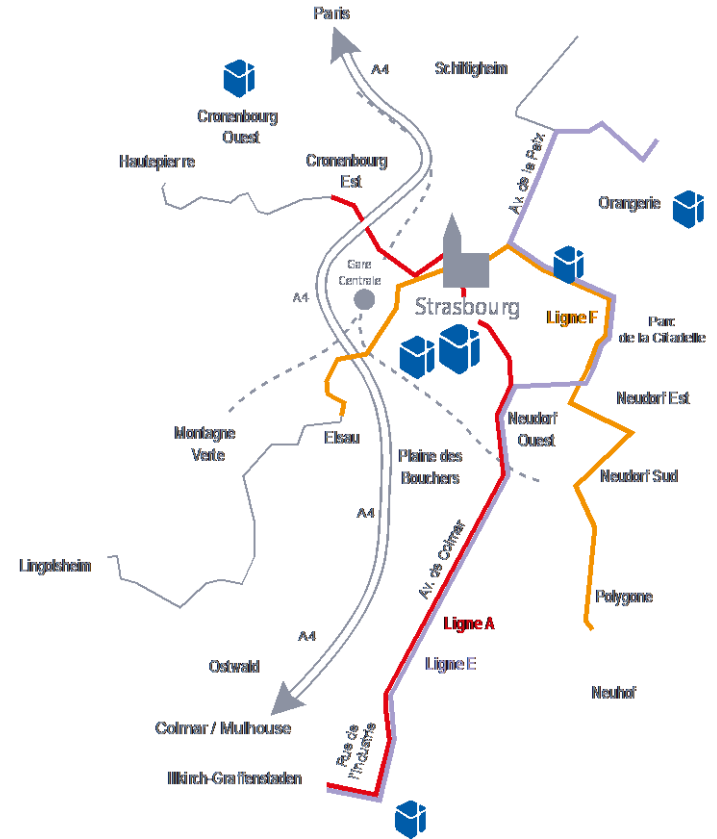 Paris
A4
Schiltigheim
Cronenbourg
Ouest
Hautepierre
Cronenbourg
Est
Av. de la Paix
Orangerie
Gare
Centrale
A4
Strasbourg
Ligne F
Parc
de la Citadelle
Neudorf Est
Neudorf
Ouest
Montagne
Verte
Elsau
Plaine des
Bouchers
Neudorf Sud
A4
Av. de Colmar
Lingolsheim
Polygone
Ligne A
A4
Ostwald
Ligne E
Neuhof
Colmar / Mulhouse
Rue de
l'Industrie
Illkirch-Graffenstaden